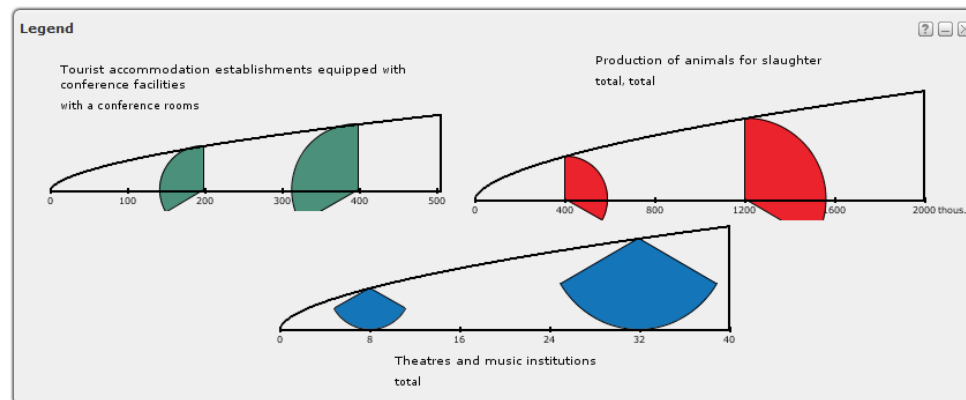 Legend
?
Tourist accommodation establishments equipped with
conference facilities
with a conference rooms
0 100 200 300 400 500
Production of animals for slaughter
total, total
0 400 800 1200 1600 2000 thous.
0 8 16 24 32 40
Theatres and music institutions
total